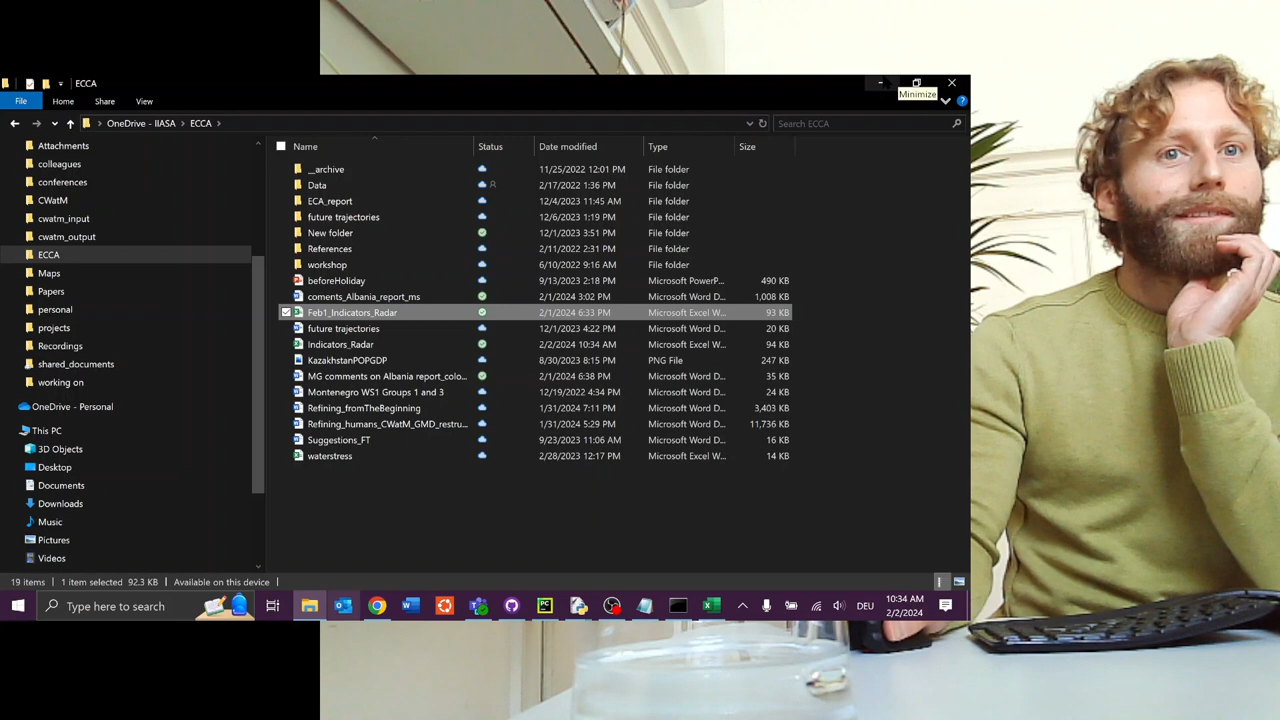 ECCA
Minimize
File Home Share View
OneDrive - IIASA ECCA
Search ECCA
Name Status Date modified Type Size
Attachments
colleagues
conferences
CWatM
cwatm_input
cwatm_output
ECCA
Maps
Papers
personal
projects
Recordings
shared_documents
working on
OneDrive - Personal
This PC
3D Objects
Desktop
Documents
Downloads
Music
Pictures
Videos
__archive 11/25/2022 12:01 PM File folder
Data 2/17/2022 1:36 PM File folder
ECA_report 12/4/2023 11:45 AM File folder
future trajectories 12/6/2023 1:19 PM File folder
New folder 12/1/2023 3:51 PM File folder
References 2/11/2022 2:31 PM File folder
workshop 6/10/2022 9:16 AM File folder
beforeHoliday 9/13/2023 2:18 PM Microsoft PowerP... 490 KB
coments_Albania_report_ms 2/1/2024 3:02 PM Microsoft Word D... 1,008 KB
Feb1_Indicators_Radar 2/1/2024 6:33 PM Microsoft Excel W... 93 KB
future trajectories 12/1/2023 4:22 PM Microsoft Word D... 20 KB
Indicators_Radar 2/2/2024 10:34 AM Microsoft Excel W... 94 KB
KazakhstanPOPGDP 8/30/2023 8:15 PM PNG File 247 KB
MG comments on Albania report_colo... 2/1/2024 6:38 PM Microsoft Word D... 35 KB
Montenegro WS1 Groups 1 and 3 12/19/2022 4:34 PM Microsoft Word D... 24 KB
Refining_fromTheBeginning 1/31/2024 7:11 PM Microsoft Word D... 3,403 KB
Refining_humans_CWatM_GMD_restru... 1/31/2024 5:29 PM Microsoft Word D... 11,736 KB
Suggestions_FT 9/23/2023 11:06 AM Microsoft Word D... 16 KB
waterstress 2/28/2023 12:17 PM Microsoft Excel W... 14 KB
19 items 1 item selected 92.3 KB Available on this device
Type here to search
DEU
10:34 AM
2/2/2024